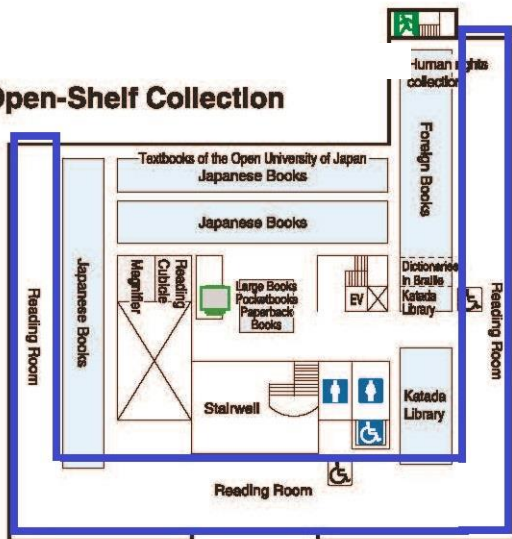 Human rights
collection
Open-Shelf Collection
Textbooks of the Open University of Japan
Japanese Books
Foreign Books
Japanese Books
Japanese Books
Reading Room
Magnifier
Reading
Cubicle
Large Books
Pocketbooks
Paperback
Books
EV
Dictionaries
in Braille
Katada
Library
Reading Room
Stairwell
Katada
Library
Reading Room